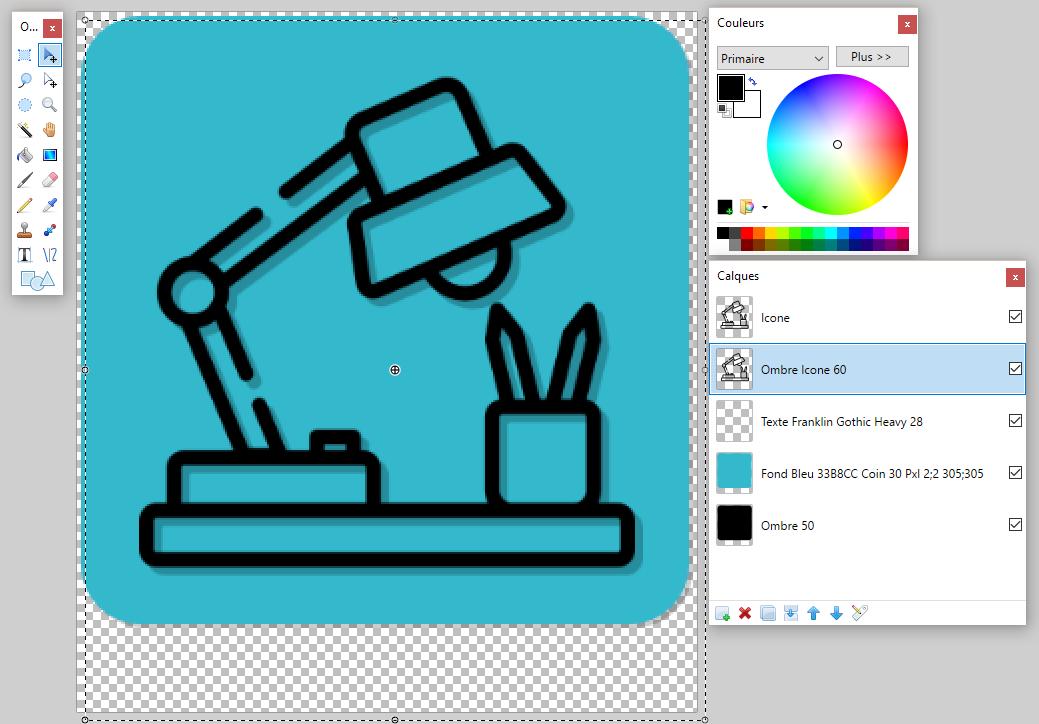 O...
Couleurs
Primaire
Plus >>
Calques
Icone
Ombre Icone 60
Texte Franklin Gothic Heavy 28
Fond Bleu 33B8CC Coin 30 Pxl 2;2 305;305
Ombre 50